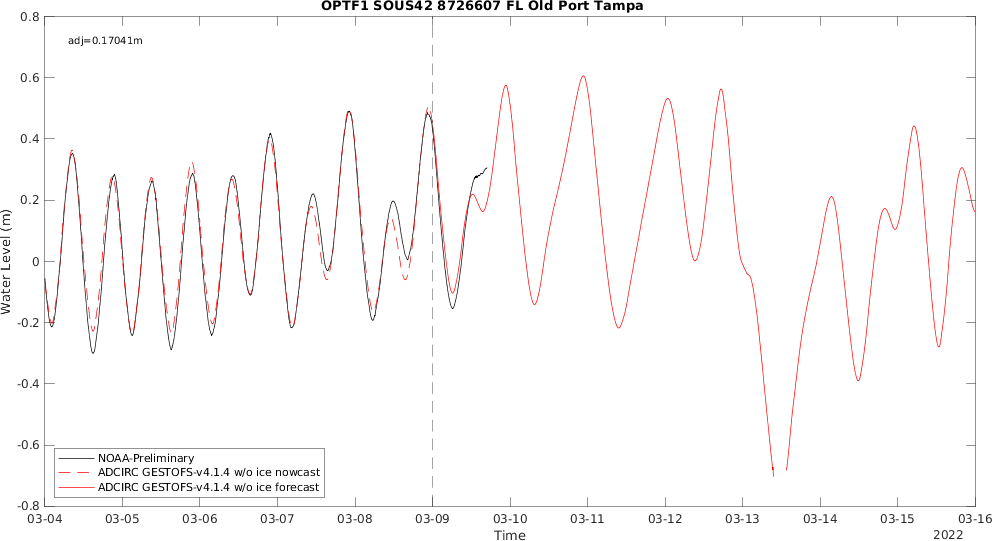 OPTF1 SOUS42 8726607 FL Old Port Tampa
adj=0.17041m
0.8
0.6
0.4
0.2
0
-0.2
-0.4
-0.6
-0.8
Water Level (m)
NOAA-Preliminary
ADCIRC GESTOFS-v4.1.4 w/o ice nowcast
ADCIRC GESTOFS-v4.1.4 w/o ice forecast
03-04 03-05 03-06 03-07 03-08 03-09 03-10 03-11 03-12 03-13 03-14 03-15 03-16
Time
2022